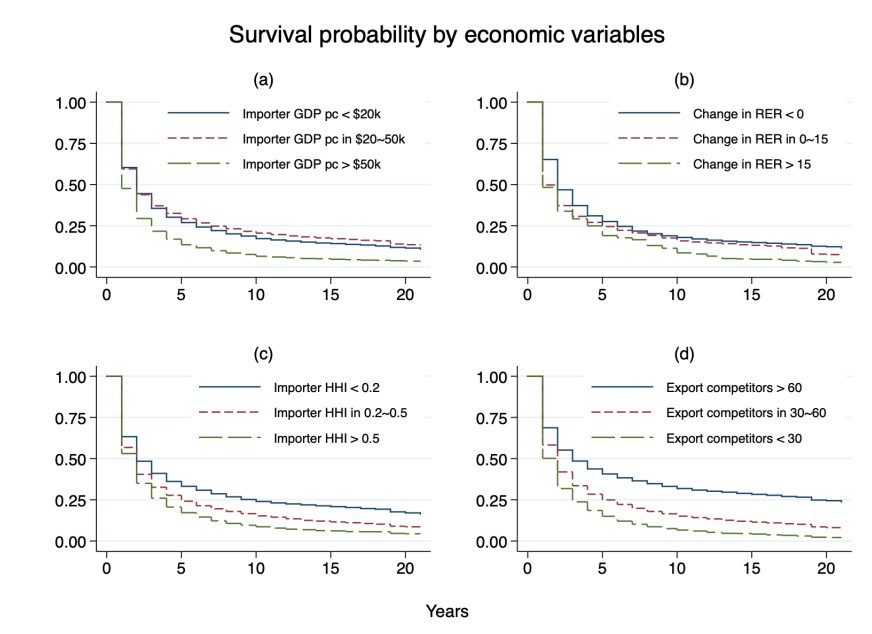 Survival probability by economic variables
(a)
1.00
0.75
0.50
0.25
0.00
Importer GDP pc < $20k
Importer GDP pc in $20~50k
Importer GDP pc > $50k
0 5 10 15 20
(b)
1.00
0.75
0.50
0.25
0.00
Change in RER < 0
Change in RER in 0~15
Change in RER > 15
0 5 10 15 20
(c)
1.00
0.75
0.50
0.25
0.00
Importer HHI < 0.2
Importer HHI in 0.2~0.5
Importer HHI > 0.5
0 5 10 15 20
(d)
1.00
0.75
0.50
0.25
0.00
Export competitors > 60
Export competitors in 30~60
Export competitors < 30
0 5 10 15 20
Years